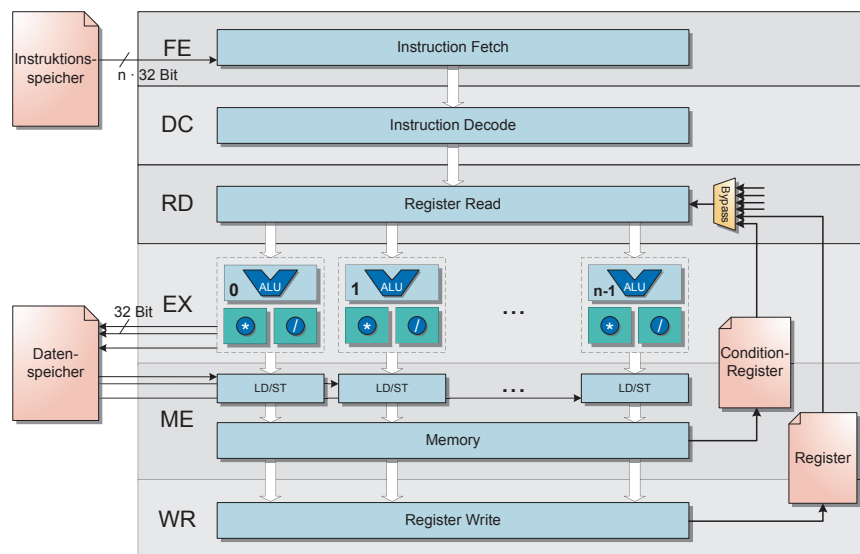 Instruktions-
speicher
n · 32 Bit
FE
Instruction Fetch
DC
Instruction Decode
RD
Register Read
Bypass
EX
0
ALU
*
/
1
ALU
*
/
...
n-1
ALU
*
/
32 Bit
Daten-
speicher
Condition-
Register
ME
LD/ST
LD/ST
...
LD/ST
Memory
Register
WR
Register Write